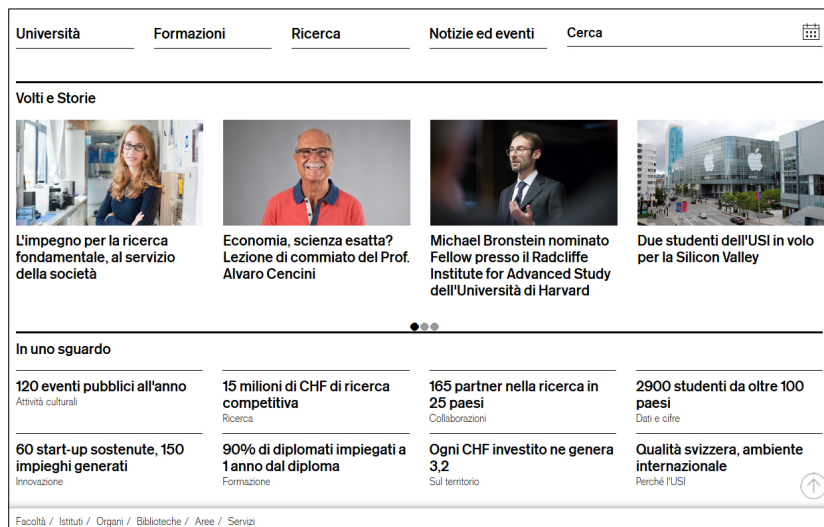 Università
Formazioni
Ricerca
Notizie ed eventi
Cerca
Volti e Storie
L'impegno per la ricerca
fondamentale, al servizio
della società
Economia, scienza esatta?
Lezione di commiato del Prof.
Alvaro Cencini
Michael Bronstein nominato
Fellow presso il Radcliffe
Institute for Advanced Study
dell'Università di Harvard
Due studenti dell'USI in volo
per la Silicon Valley
In uno sguardo
120 eventi pubblici all'anno
Attività culturali
15 milioni di CHF di ricerca
competitiva
Ricerca
165 partner nella ricerca in
25 paesi
Collaborazioni
2900 studenti da oltre 100
paesi
Dati e cifre
60 start-up sostenute, 150
impieghi generati
Innovazione
90% di diplomati impiegati a
1 anno dal diploma
Formazione
Ogni CHF investito ne genera
3,2
Sul territorio
Qualità svizzera, ambiente
internazionale
Perché l'USI
Facoltà / Istituti / Organi / Biblioteche / Aree / Servizi